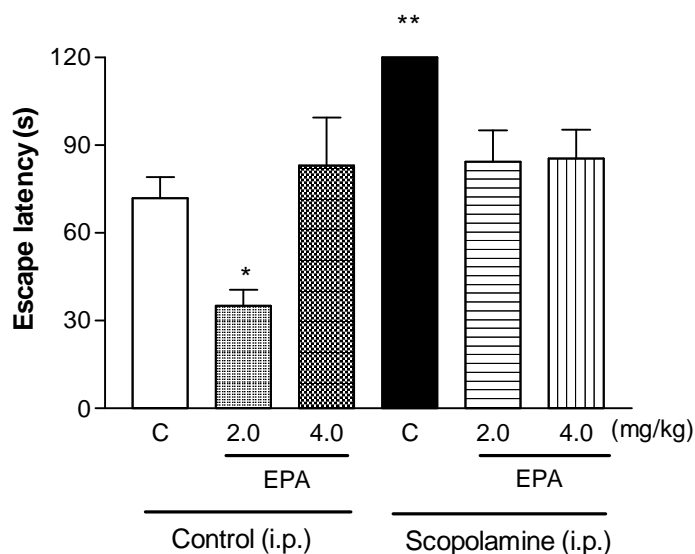 **
120
90
60
30
0
Escape latency (s)
*
C 2.0 4.0 C 2.0 4.0 (mg/kg)
EPA EPA
Control (i.p.) Scopolamine (i.p.)